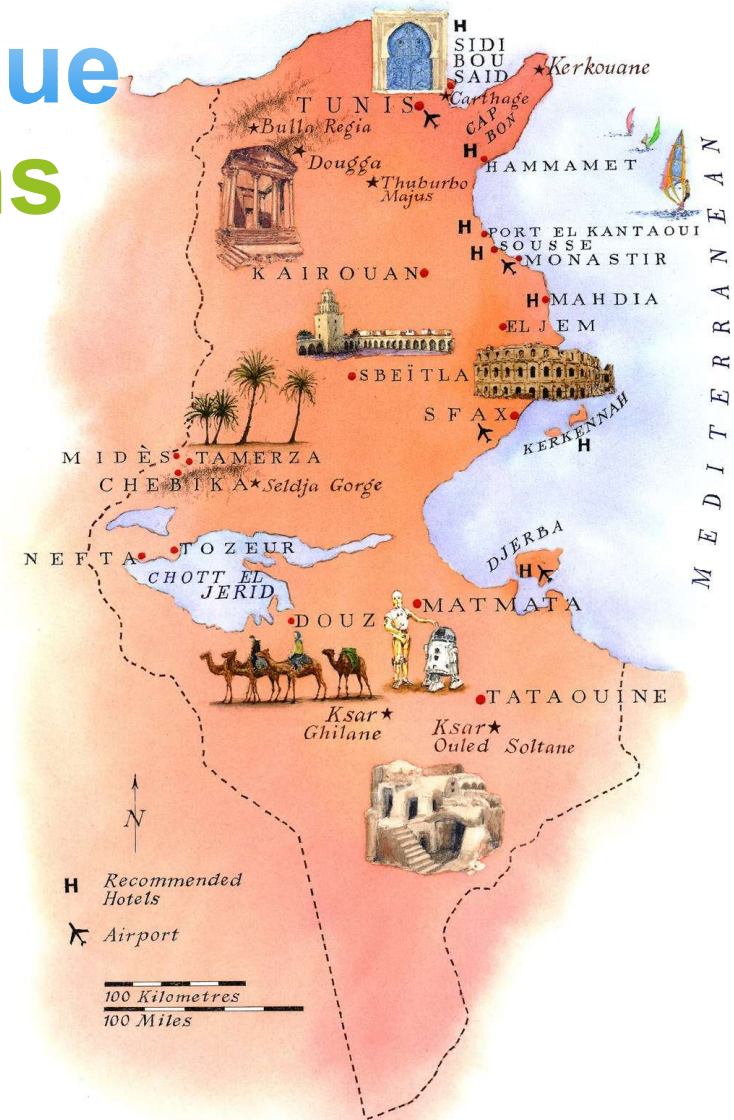 ue
ns
H
SIDI
BOU
SAID
★Kerkouane
TUNIS
★Carthage
CAP
BON
★Bulla Regia
★Dougga
★Thuburbo
Majus
H
HAMMAMET
H
PORT EL KANTAOUI
H
SOUSSE
MONASTIR
KAIROUAN
H
MAHDIA
EL JEM
SBEÏTLA
SFAX
KERKENNAH
H
MEDITERRANEAN
MIDÈS
TAMERZA
CHEBIKA
★Seldja Gorge
NEFTA
TOZEUR
CHOTT EL
JERID
DJERBA
H
DOUZ
MATMATA
TATAOUINE
Ksar★
Ghilane
Ksar★
Ouled Soltane
N
H Recommended
Hotels
Airport
100 Kilometres
100 Miles